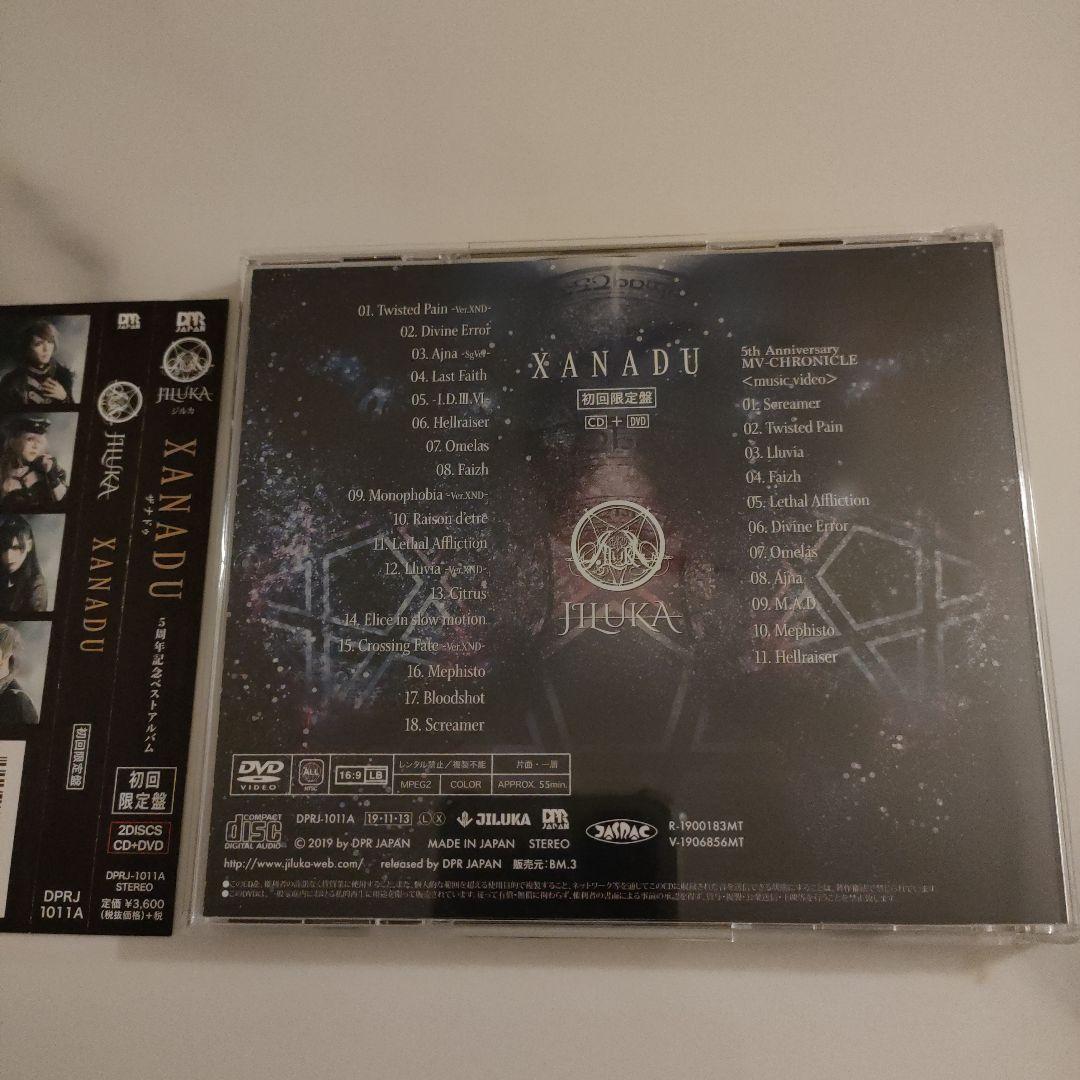 DPR JAPAN
JILUKA
XANADU
初回限定盤
DPRJ
1011A
DPR JAPAN
JILUKA
ジルカ
XANADU
ザナドゥ
5周年記念ベストアルバム
初回
限定盤
2DISCS
CD+DVD
DPRJ-1011A
STEREO
定価 ¥3,600
(税抜価格)+税
01. Twisted Pain -Ver.XND-
02. Divine Error
03. Ajna -SgVer-
04. Last Faith
05. -I.D.III.VI-
06. Hellraiser
07. Omelas
08. Faizh
09. Monophobia -Ver.XND-
10. Raison d'etre
11. Lethal Affliction
12. Lluvia -Ver.XND-
13. Citrus
14. Elice in slow motion
15. Crossing Fate -Ver.XND-
16. Mephisto
17. Bloodshot
18. Screamer
XANADU
初回限定盤
CD + DVD
JILUKA
JILUKA
5th Anniversary
MV-CHRONICLE
<music video>
01. Screamer
02. Twisted Pain
03. Lluvia
04. Faizh
05. Lethal Affliction
06. Divine Error
07. Omelas
08. Ajna
09. M.A.D
10. Mephisto
11. Hellraiser
DVD VIDEO
ALL NTSC
16:9 LB
レンタル禁止/複製不能
片面・一層
MPEG2
COLOR
APPROX. 55min.
COMPACT disc DIGITAL AUDIO
DPRJ-1011A 19・11・13 Ⓛ Ⓧ JILUKA DPR JAPAN
© 2019 by DPR JAPAN MADE IN JAPAN STEREO
http://www.jiluka-web.com/ released by DPR JAPAN 販売元:BM.3
JASRAC
R-1900183MT
V-1906856MT